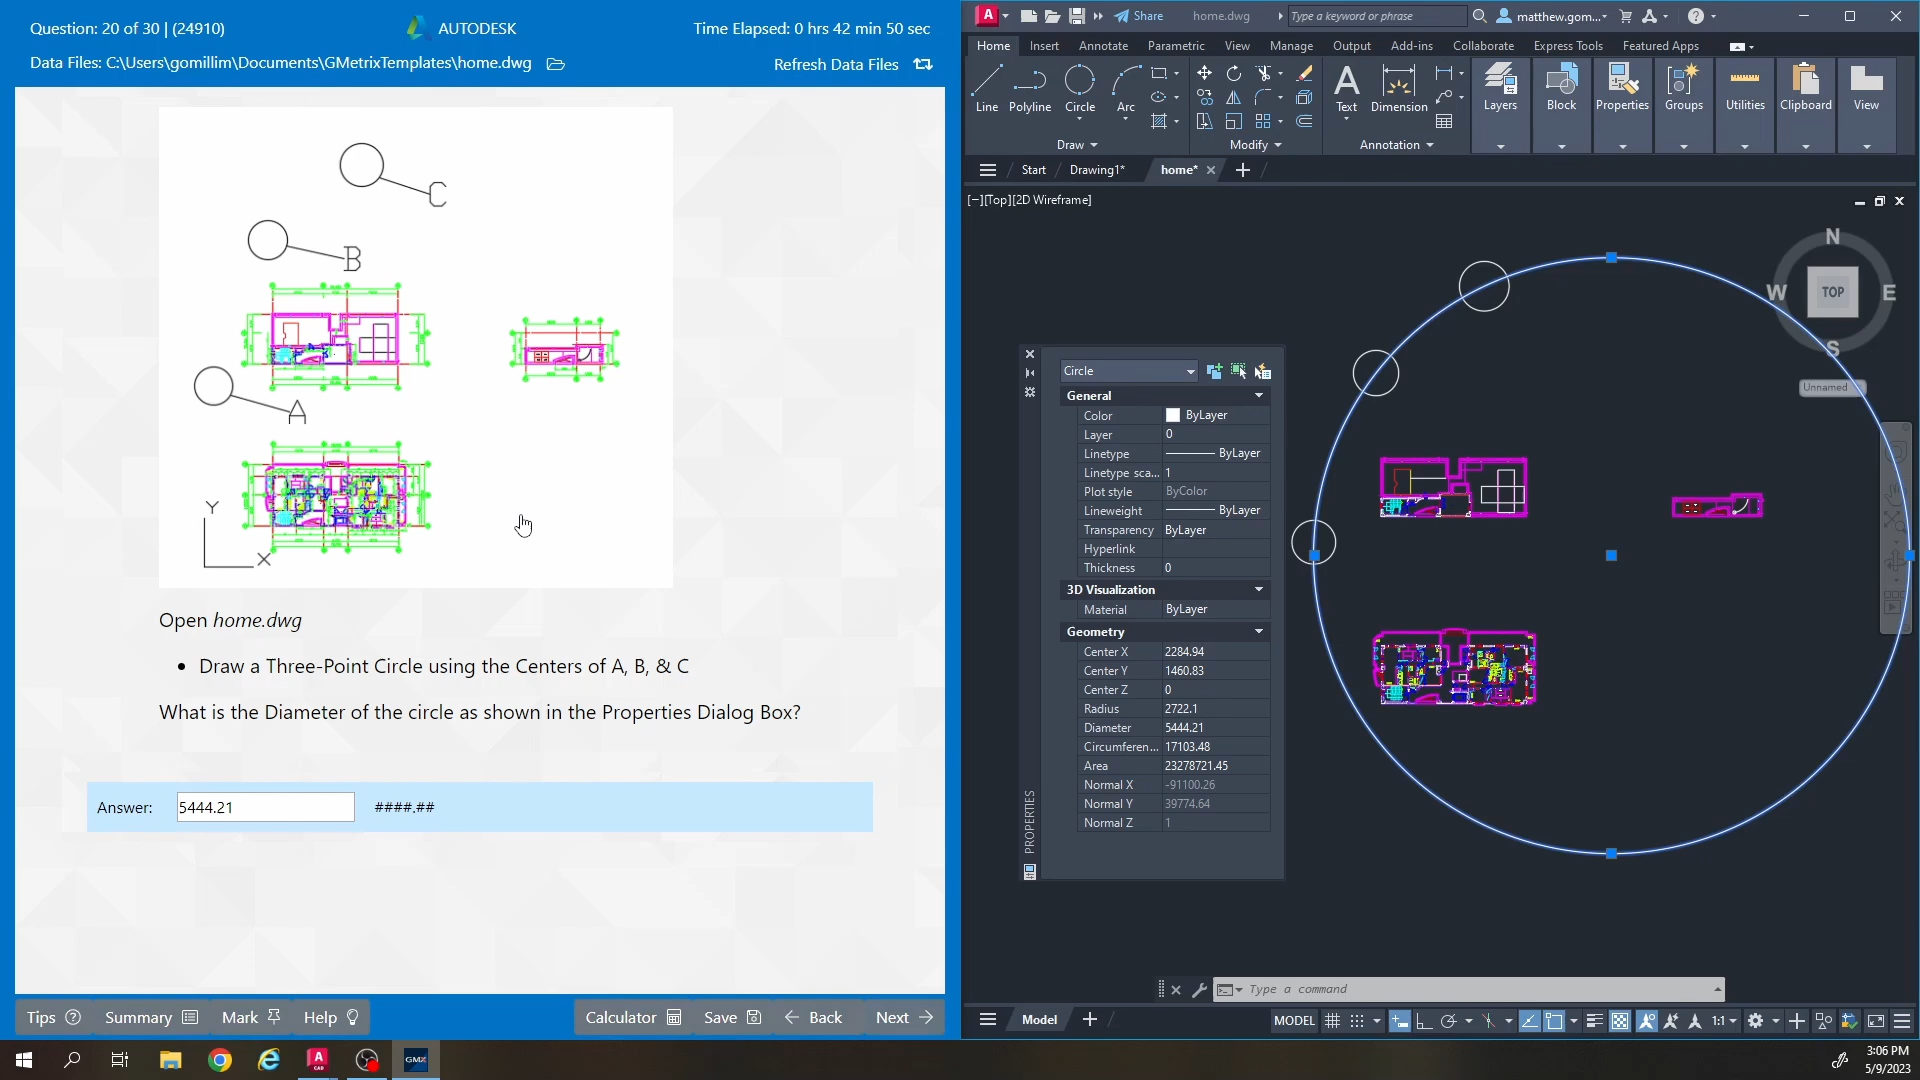 Question: 20 of 30 | (24910)
AUTODESK
Time Elapsed: 0 hrs 42 min 50 sec
Data Files: C:\Users\gomillim\Documents\GMetrixTemplates\home.dwg
Refresh Data Files
C
B
A
Y
X
Open home.dwg
• Draw a Three-Point Circle using the Centers of A, B, & C
What is the Diameter of the circle as shown in the Properties Dialog Box?
Answer: 5444.21 ####.##
Tips
Summary
Mark
Help
Calculator
Save
Back
Next
A
Share
home.dwg
Type a keyword or phrase
matthew.gom...
Home Insert Annotate Parametric View Manage Output Add-ins Collaborate Express Tools Featured Apps
Line Polyline Circle Arc
Text Dimension
Layers Block Properties Groups Utilities Clipboard View
Draw
Modify
Annotation
Start
Drawing1*
home*
[−][Top][2D Wireframe]
N
W TOP E
S
Unnamed
Circle
General
Color ByLayer
Layer 0
Linetype ByLayer
Linetype sca... 1
Plot style ByColor
Lineweight ByLayer
Transparency ByLayer
Hyperlink
Thickness 0
3D Visualization
Material ByLayer
Geometry
Center X 2284.94
Center Y 1460.83
Center Z 0
Radius 2722.1
Diameter 5444.21
Circumferen... 17103.48
Area 23278721.45
Normal X -91100.26
Normal Y 39774.64
Normal Z 1
PROPERTIES
Type a command
Model
MODEL
1:1
A
CAD
GMX
3:06 PM
5/9/2023